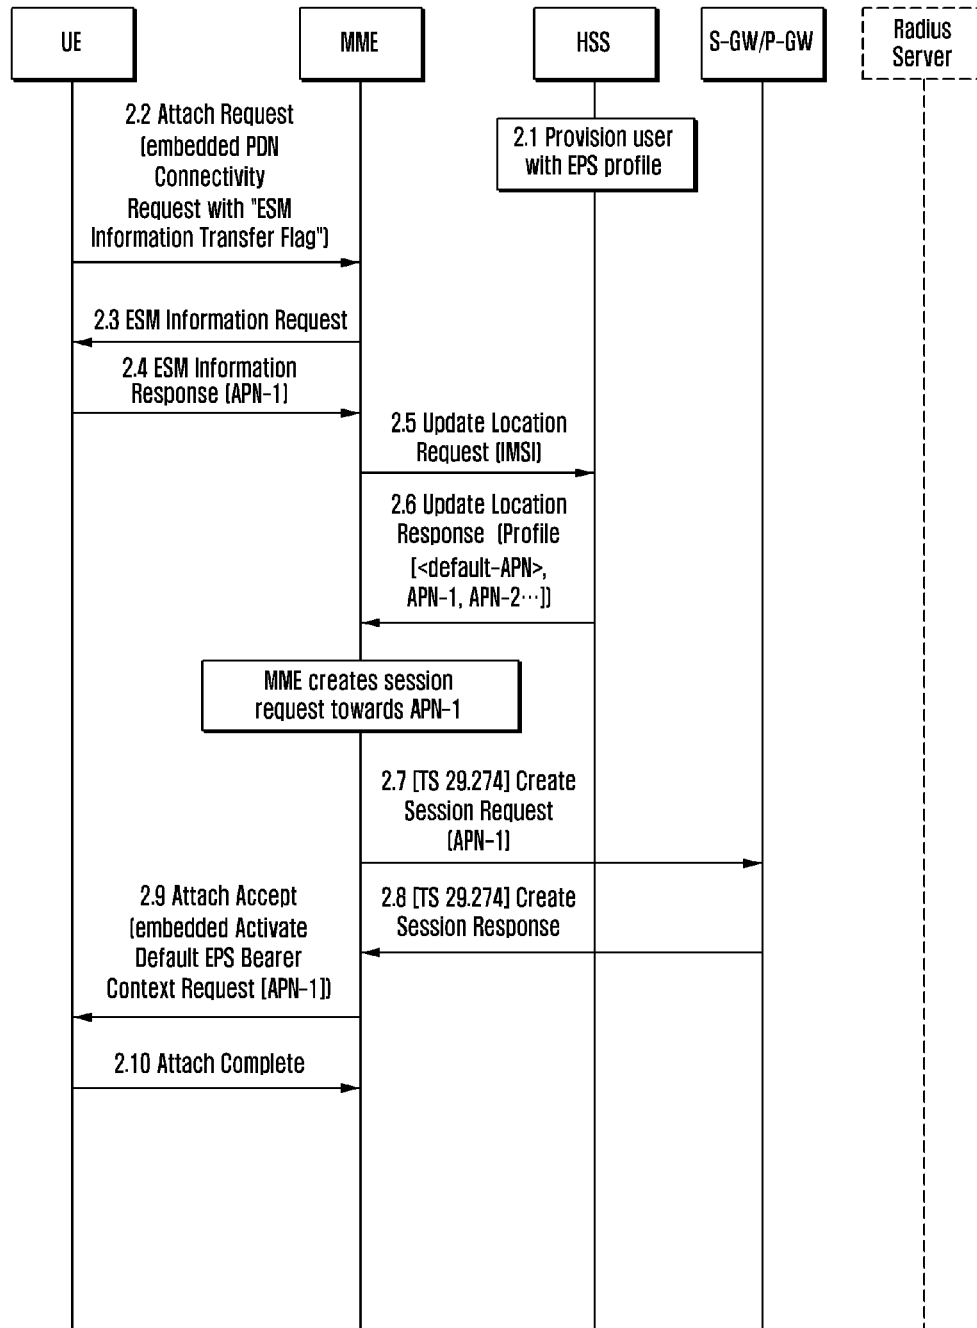 UE
MME
HSS
S-GW/P-GW
Radius
Server
2.1 Provision user
with EPS profile
2.2 Attach Request
(embedded PDN
Connectivity
Request with "ESM
Information Transfer Flag")
2.3 ESM Information Request
2.4 ESM Information
Response (APN-1)
2.5 Update Location
Request (IMSI)
2.6 Update Location
Response (Profile
[<default-APN>,
APN-1, APN-2···])
MME creates session
request towards APN-1
2.7 [TS 29.274] Create
Session Request
(APN-1)
2.8 [TS 29.274] Create
Session Response
2.9 Attach Accept
(embedded Activate
Default EPS Bearer
Context Request [APN-1])
2.10 Attach Complete